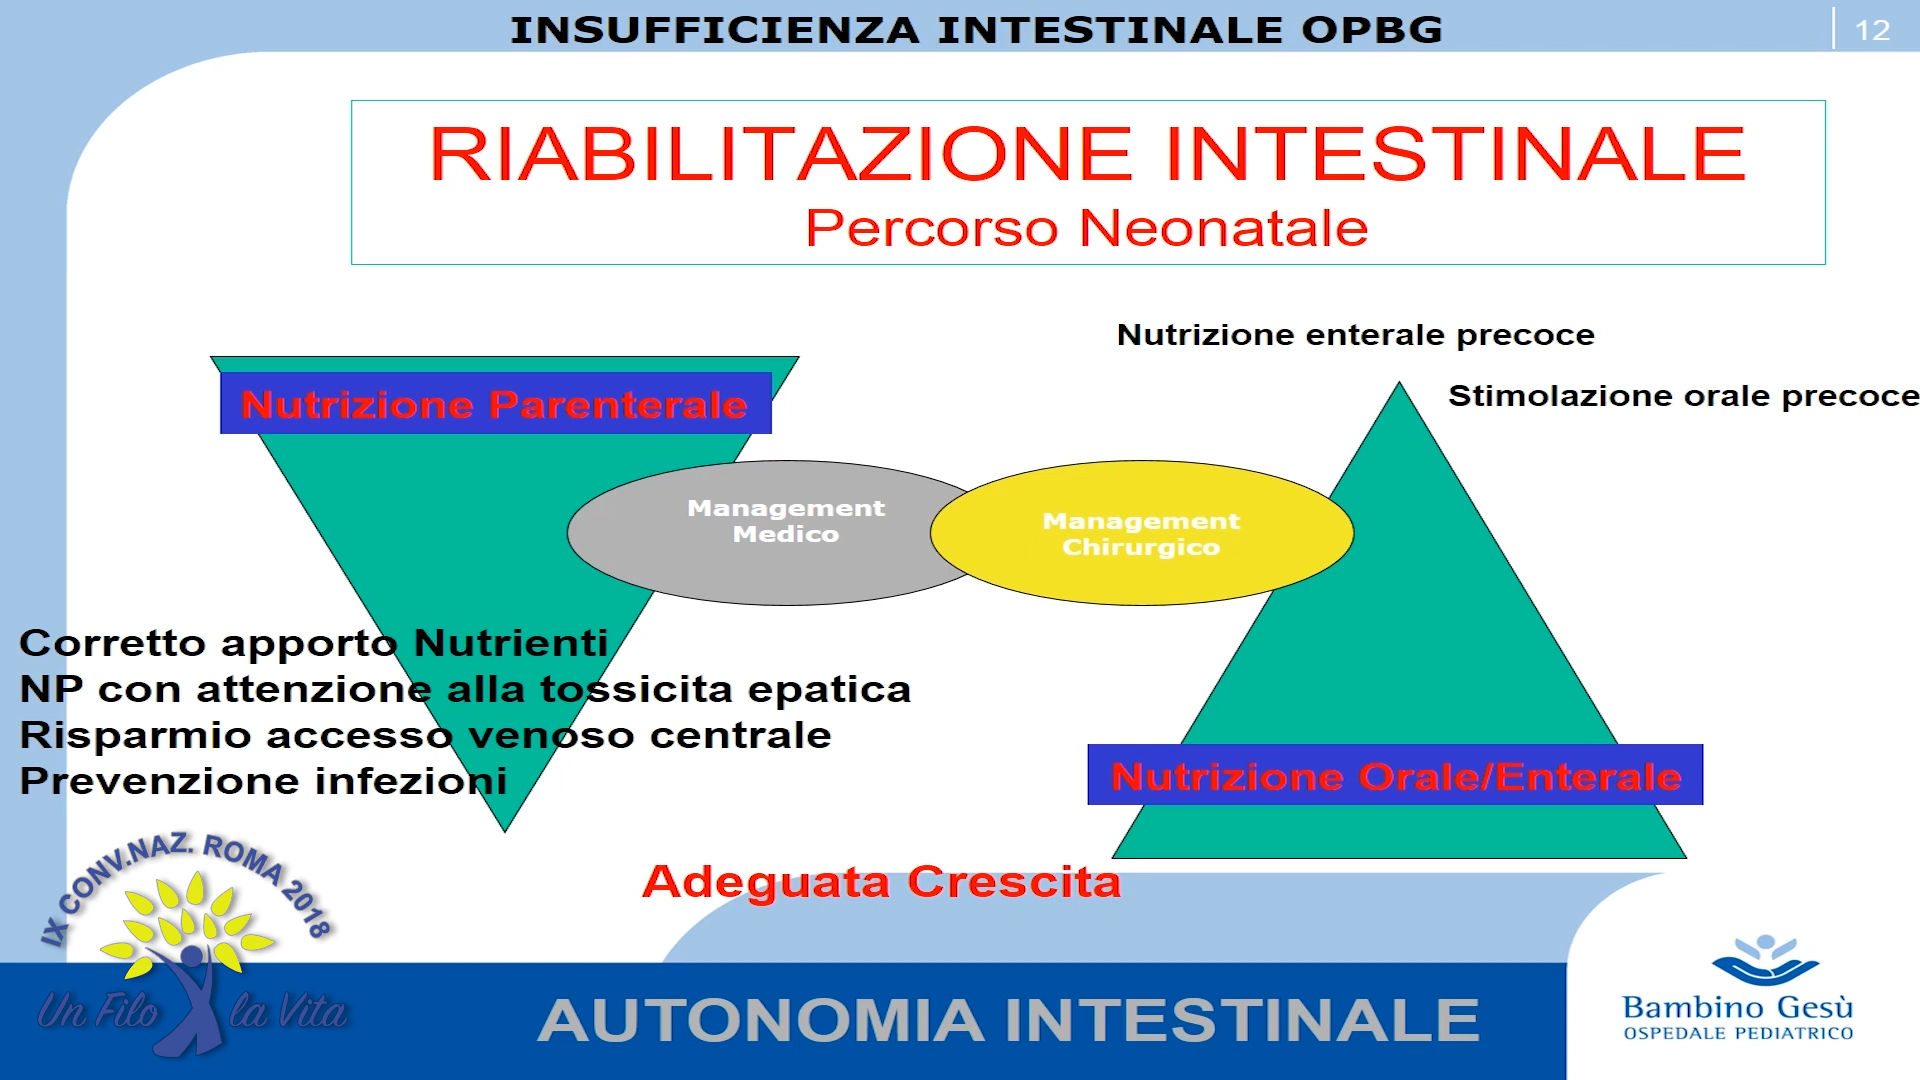 INSUFFICIENZA INTESTINALE OPBG
12
RIABILITAZIONE INTESTINALE
Percorso Neonatale
Nutrizione enterale precoce
Stimolazione orale precoce
Nutrizione Parenterale
Management
Medico
Management
Chirurgico
Corretto apporto Nutrienti
NP con attenzione alla tossicita epatica
Risparmio accesso venoso centrale
Prevenzione infezioni
Nutrizione Orale/Enterale
Adeguata Crescita
IX CONV.NAZ. ROMA 2018
Un Filo la Vita
AUTONOMIA INTESTINALE
Bambino Gesù
OSPEDALE PEDIATRICO